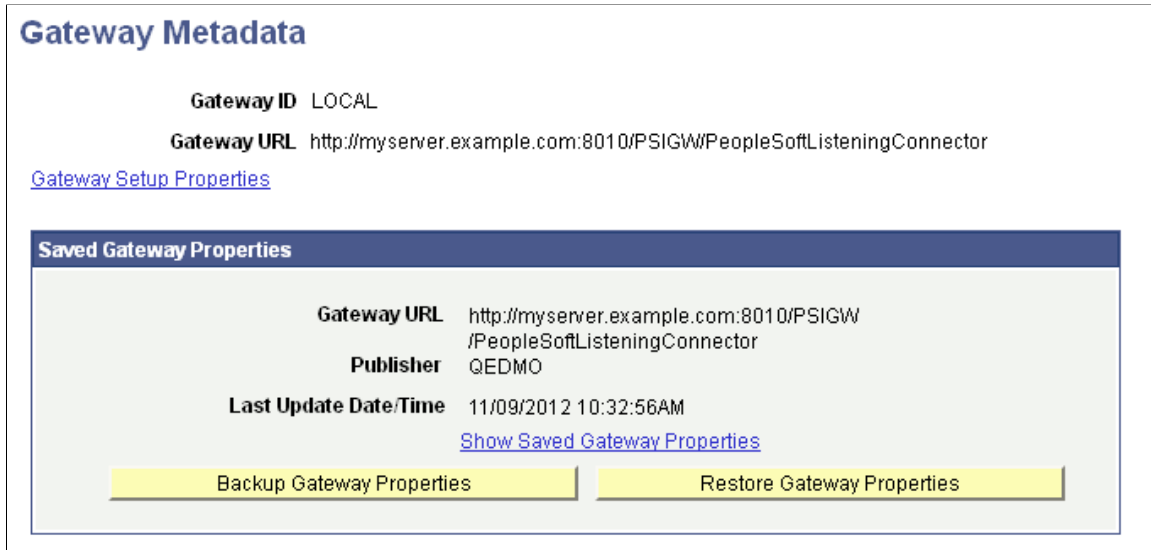 Gateway Metadata
Gateway ID LOCAL
Gateway URL http://myserver.example.com:8010/PSIGW/PeopleSoftListeningConnector
Gateway Setup Properties
Saved Gateway Properties
Gateway URL http://myserver.example.com:8010/PSIGW
/PeopleSoftListeningConnector
Publisher QEDMO
Last Update Date/Time 11/09/2012 10:32:56AM
Show Saved Gateway Properties
Backup Gateway Properties Restore Gateway Properties